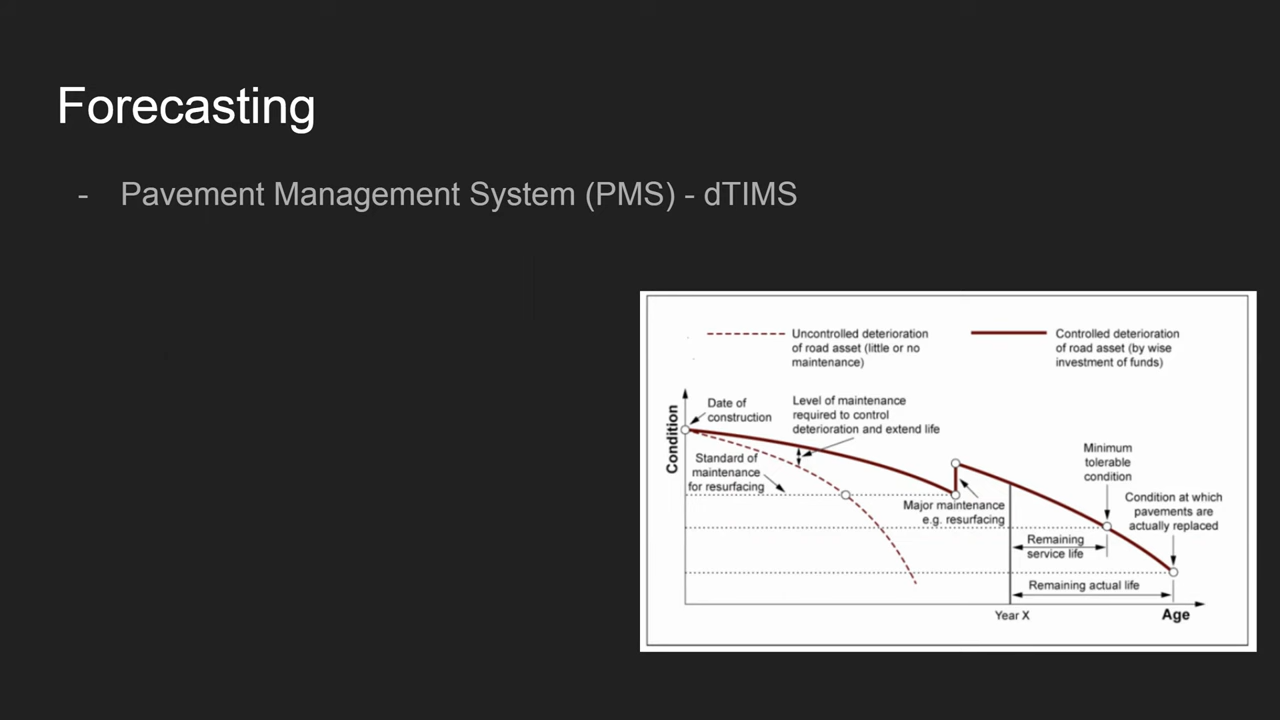 Forecasting
- Pavement Management System (PMS) - dTIMS
Uncontrolled deterioration
of road asset (little or no
maintenance)
Controlled deterioration
of road asset (by wise
investment of funds)
Condition
Date of
construction
Level of maintenance
required to control
deterioration and extend life
Standard of
maintenance
for resurfacing
Major maintenance
e.g. resurfacing
Minimum
tolerable
condition
Condition at which
pavements are
actually replaced
Remaining
service life
Remaining actual life
Year X
Age